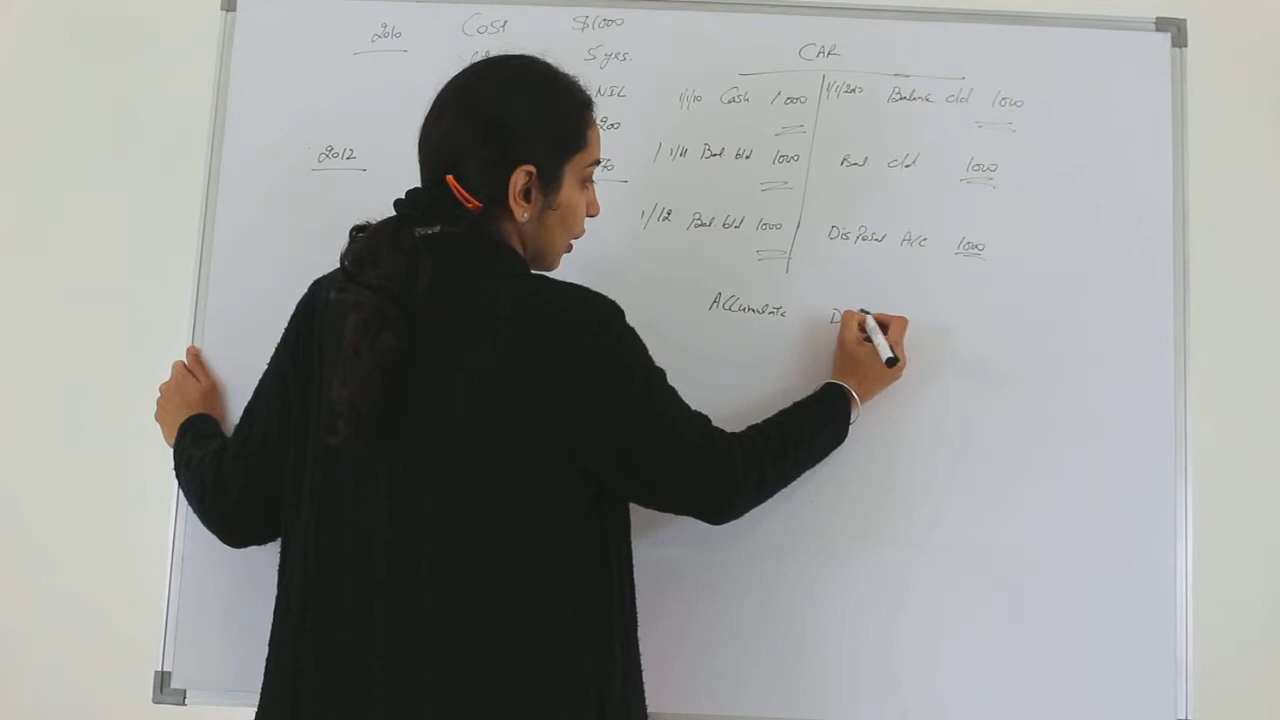 2010 Cost $1000
5 yrs.
NIL
200
2012
CAR
1/1/10 Cash 1000 1/1/2010 Balance c/d 1000
1/1/11 Bal. b/d 1000 Bal. c/d 1000
1/12 Bal. b/d 1000 Disposal A/c 1000
Accumulate D